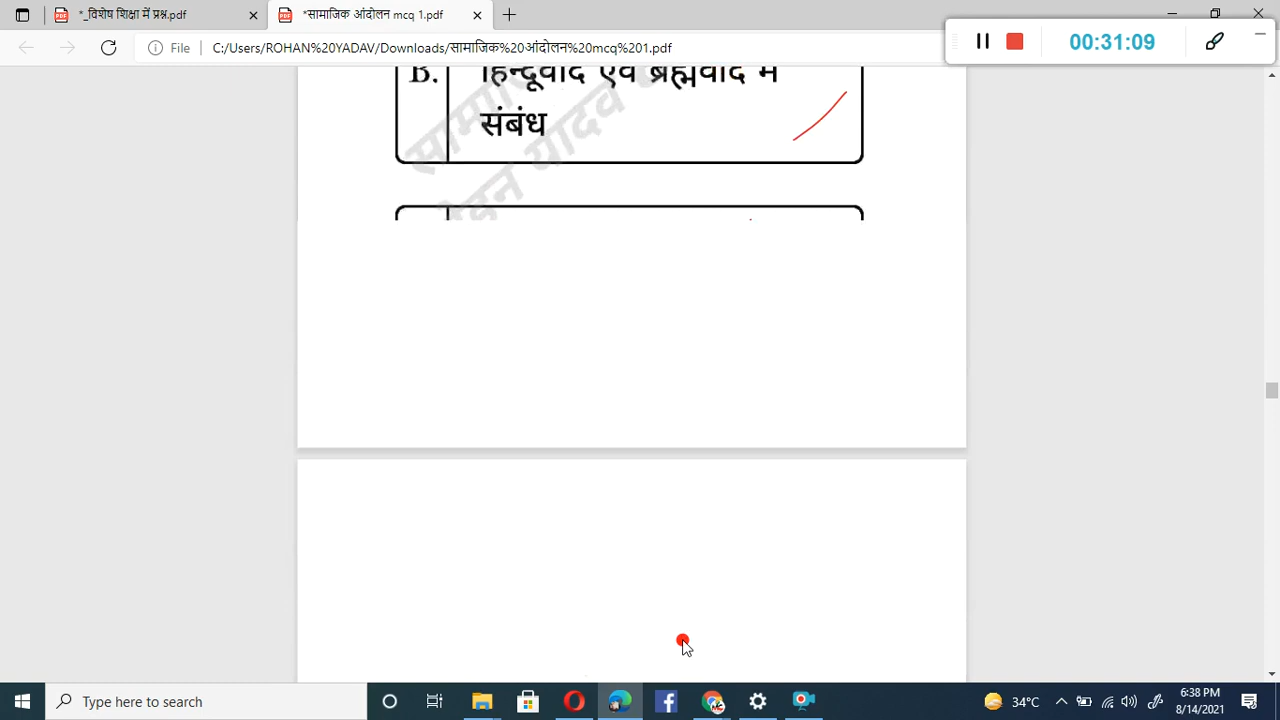 *_विशेष शिक्षा में प्रश्न.pdf
*सामाजिक आंदोलन mcq 1.pdf
File
C:/Users/ROHAN%20YADAV/Downloads/सामाजिक%20आंदोलन%20mcq%201.pdf
00:31:09
B. हिन्दूवाद एवं ब्रह्मवाद में
संबंध
यादव
Type here to search
34°C
6:38 PM
8/14/2021